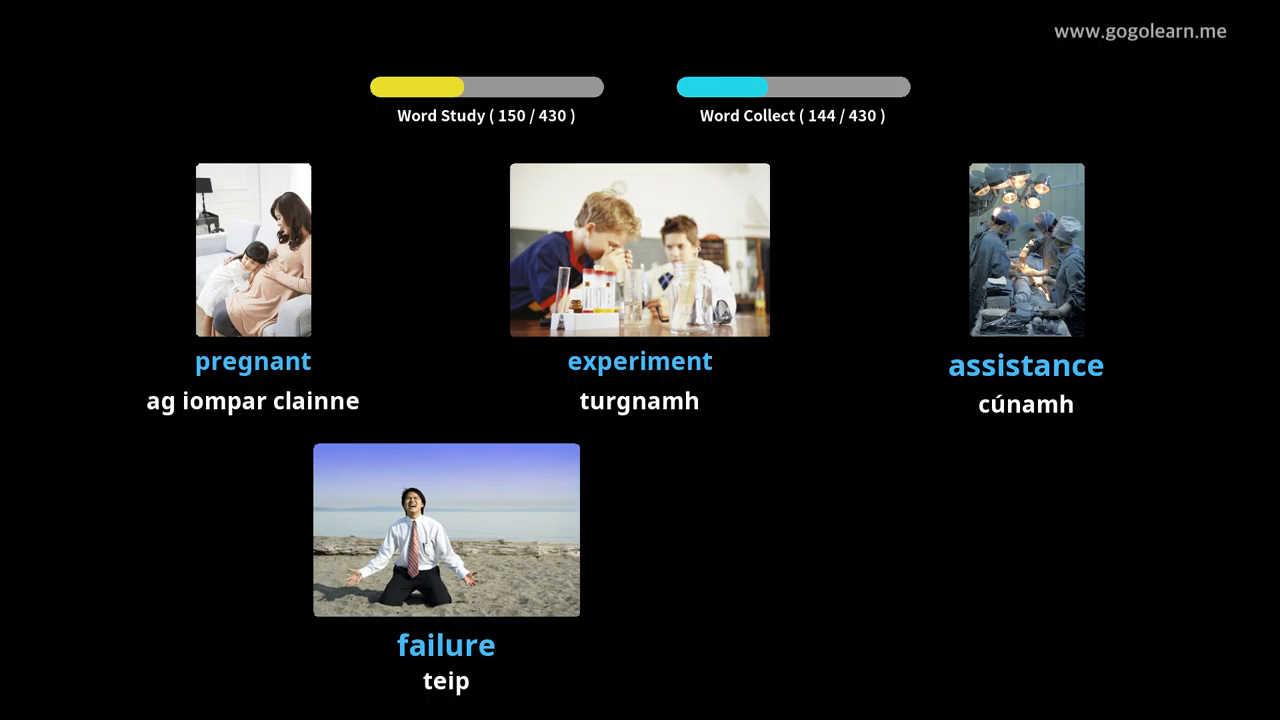 www.gogolearn.me
Word Study ( 150 / 430 )
Word Collect ( 144 / 430 )
pregnant
ag iompar clainne
experiment
turgnamh
assistance
cúnamh
failure
teip